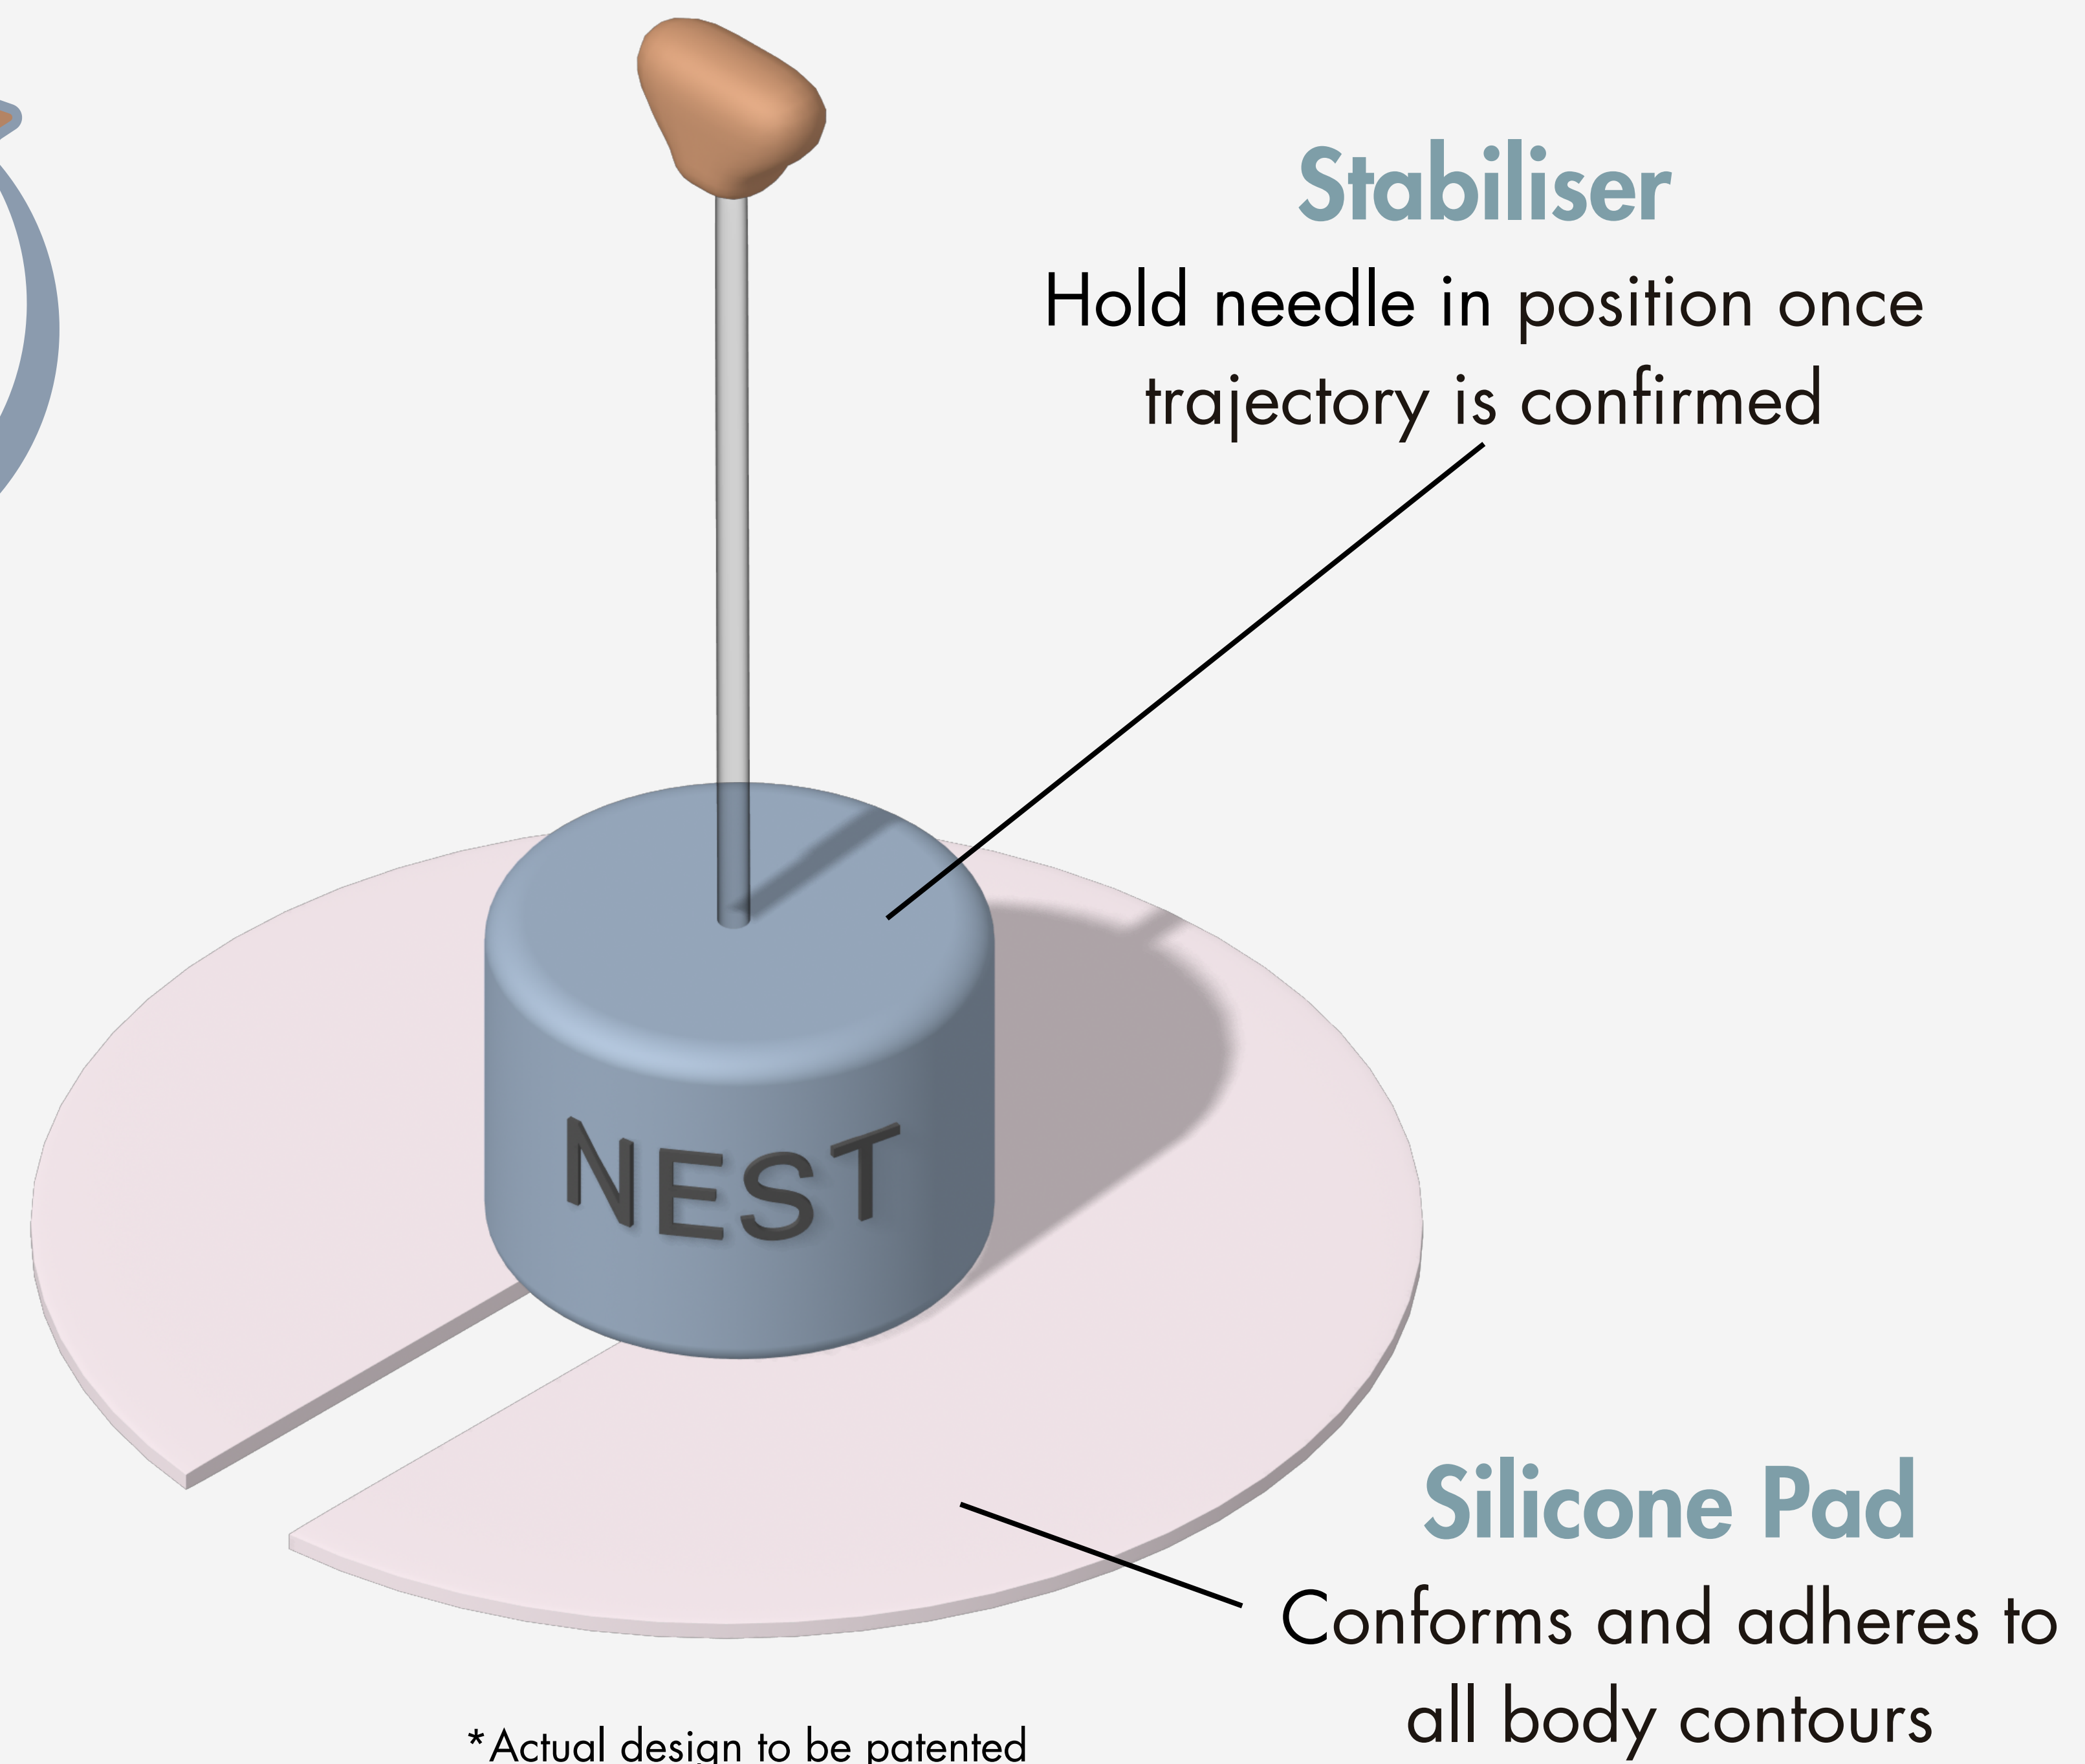 Stabiliser
Hold needle in position once
trajectory is confirmed
NEST
Silicone Pad
Conforms and adheres to
all body contours
*Actual design to be patented